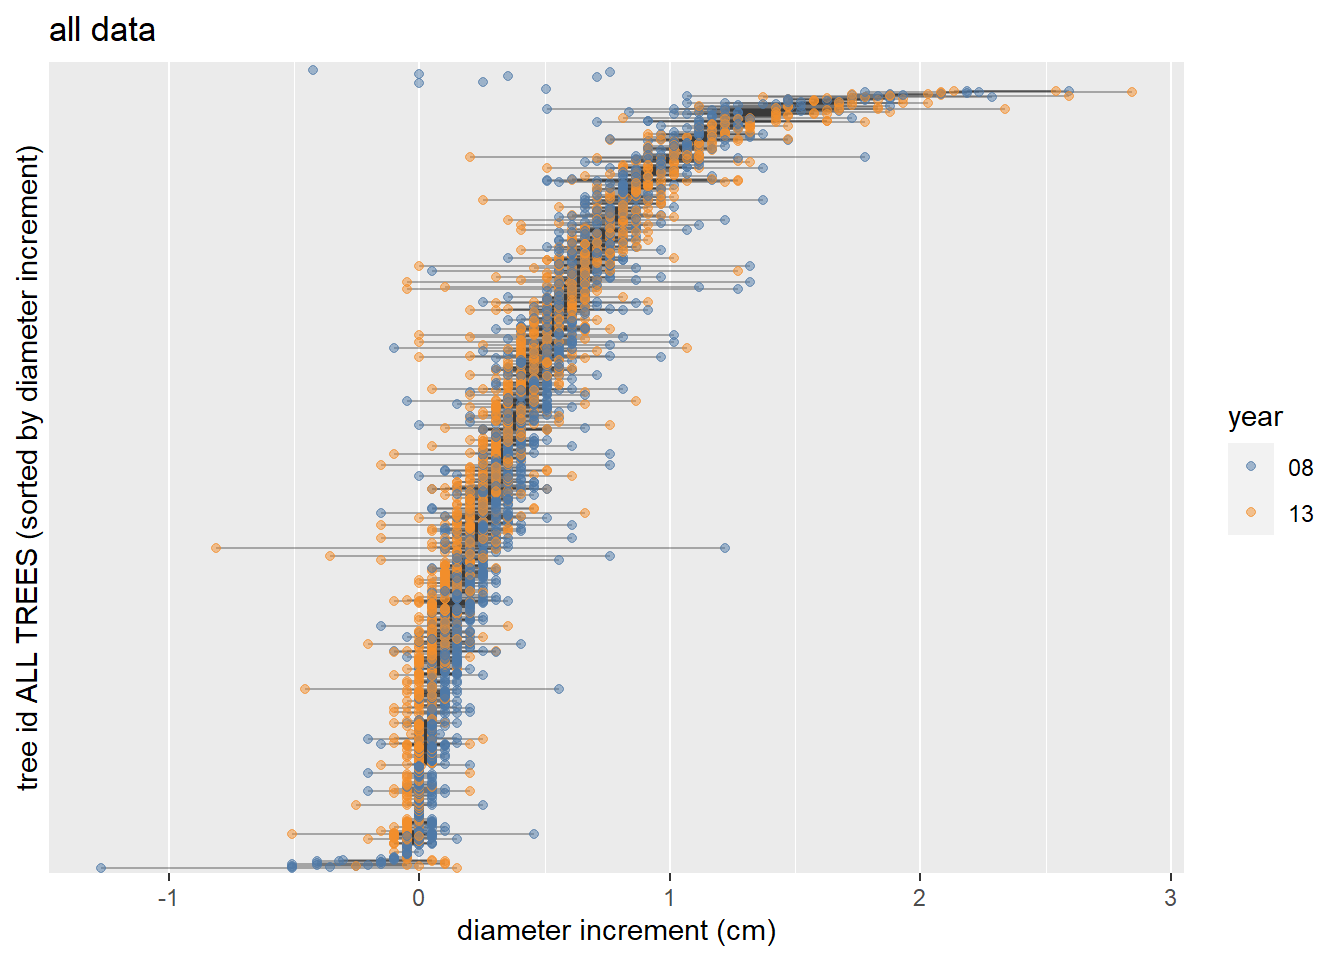 all data
tree id ALL TREES (sorted by diameter increment)
-1
0
1
2
3
diameter increment (cm)
year
08
13